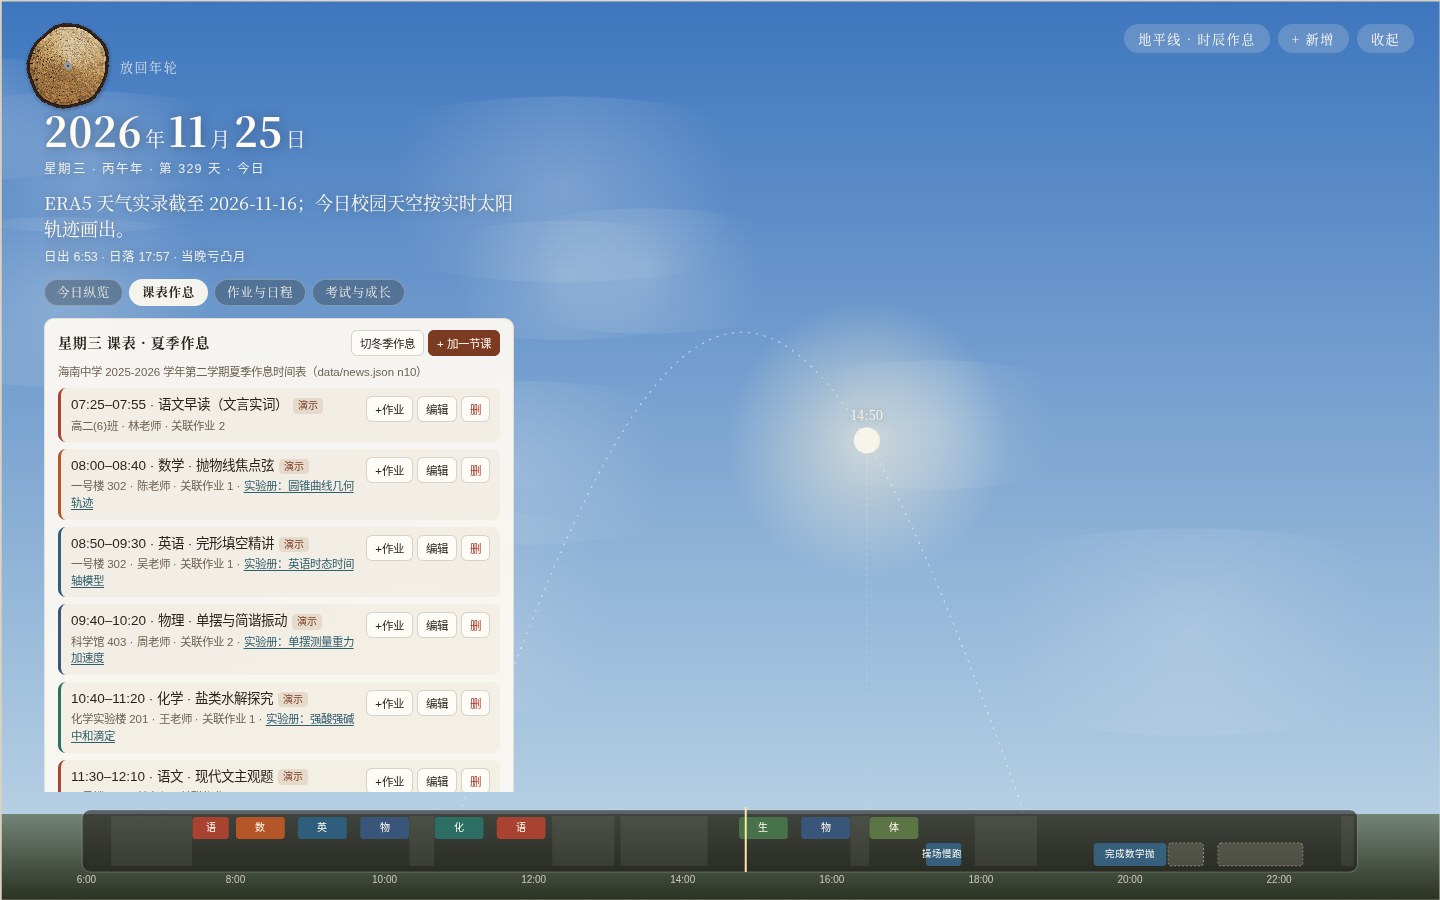 放回年轮
地平线 · 时辰作息
+ 新增
收起
2026年11月25日
星期三 · 丙午年 · 第 329 天 · 今日
ERA5 天气实录截至 2026-11-16；今日校园天空按实时太阳
轨迹画出。
日出 6:53 · 日落 17:57 · 当晚亏凸月
今日纵览
课表作息
作业与日程
考试与成长
星期三 课表 · 夏季作息
切冬季作息
+ 加一节课
海南中学 2025-2026 学年第二学期夏季作息时间表（data/news.json n10）
07:25–07:55 · 语文早读（文言实词） 演示
+作业 编辑 删
高二(6)班 · 林老师 · 关联作业 2
08:00–08:40 · 数学 · 抛物线焦点弦 演示
+作业 编辑 删
一号楼 302 · 陈老师 · 关联作业 1 · 实验册：圆锥曲线几何
轨迹
08:50–09:30 · 英语 · 完形填空精讲 演示
+作业 编辑 删
一号楼 302 · 吴老师 · 关联作业 1 · 实验册：英语时态时间
轴模型
09:40–10:20 · 物理 · 单摆与简谐振动 演示
+作业 编辑 删
科学馆 403 · 周老师 · 关联作业 2 · 实验册：单摆测量重力
加速度
10:40–11:20 · 化学 · 盐类水解探究 演示
+作业 编辑 删
化学实验楼 201 · 王老师 · 关联作业 1 · 实验册：强酸强碱
中和滴定
11:30–12:10 · 语文 · 现代文主观题 演示
+作业 编辑 删
14:50
语 数 英 物 化 语 生 物 体
操场慢跑 完成数学抛
6:00 8:00 10:00 12:00 14:00 16:00 18:00 20:00 22:00